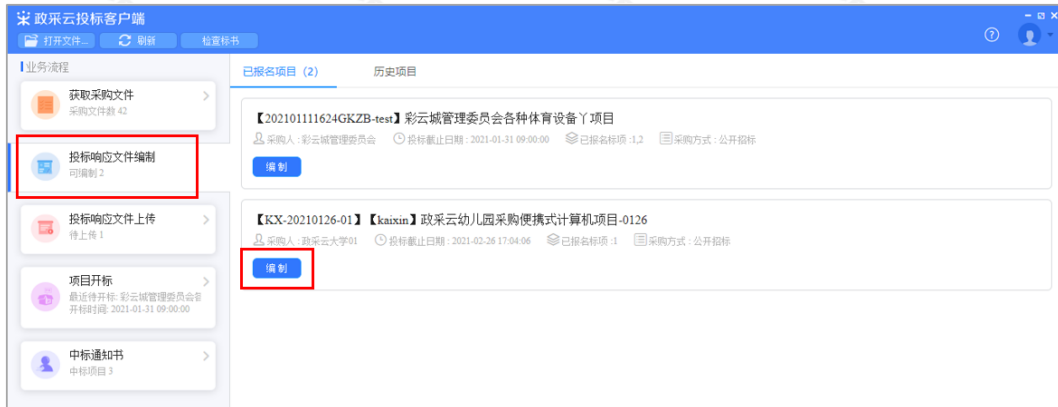 政采云投标客户端
打开文件... 刷新 检查标书
业务流程
获取采购文件
采购文件数 42
投标响应文件编制
可编制 2
投标响应文件上传
待上传 1
项目开标
最近待开标: 彩云城管理委员会各
开标时间: 2021-01-31 09:00:00
中标通知书
中标项目 3
已报名项目（2） 历史项目
【202101111624GKZB-test】彩云城管理委员会各种体育设备丫项目
采购人 : 彩云城管理委员会 投标截止日期 : 2021-01-31 09:00:00 已报名标项 :1,2 采购方式 : 公开招标
编 制
【KX-20210126-01】【kaixin】政采云幼儿园采购便携式计算机项目-0126
采购人 : 政采云大学01 投标截止日期 : 2021-02-26 17:04:06 已报名标项 :1 采购方式 : 公开招标
编 制